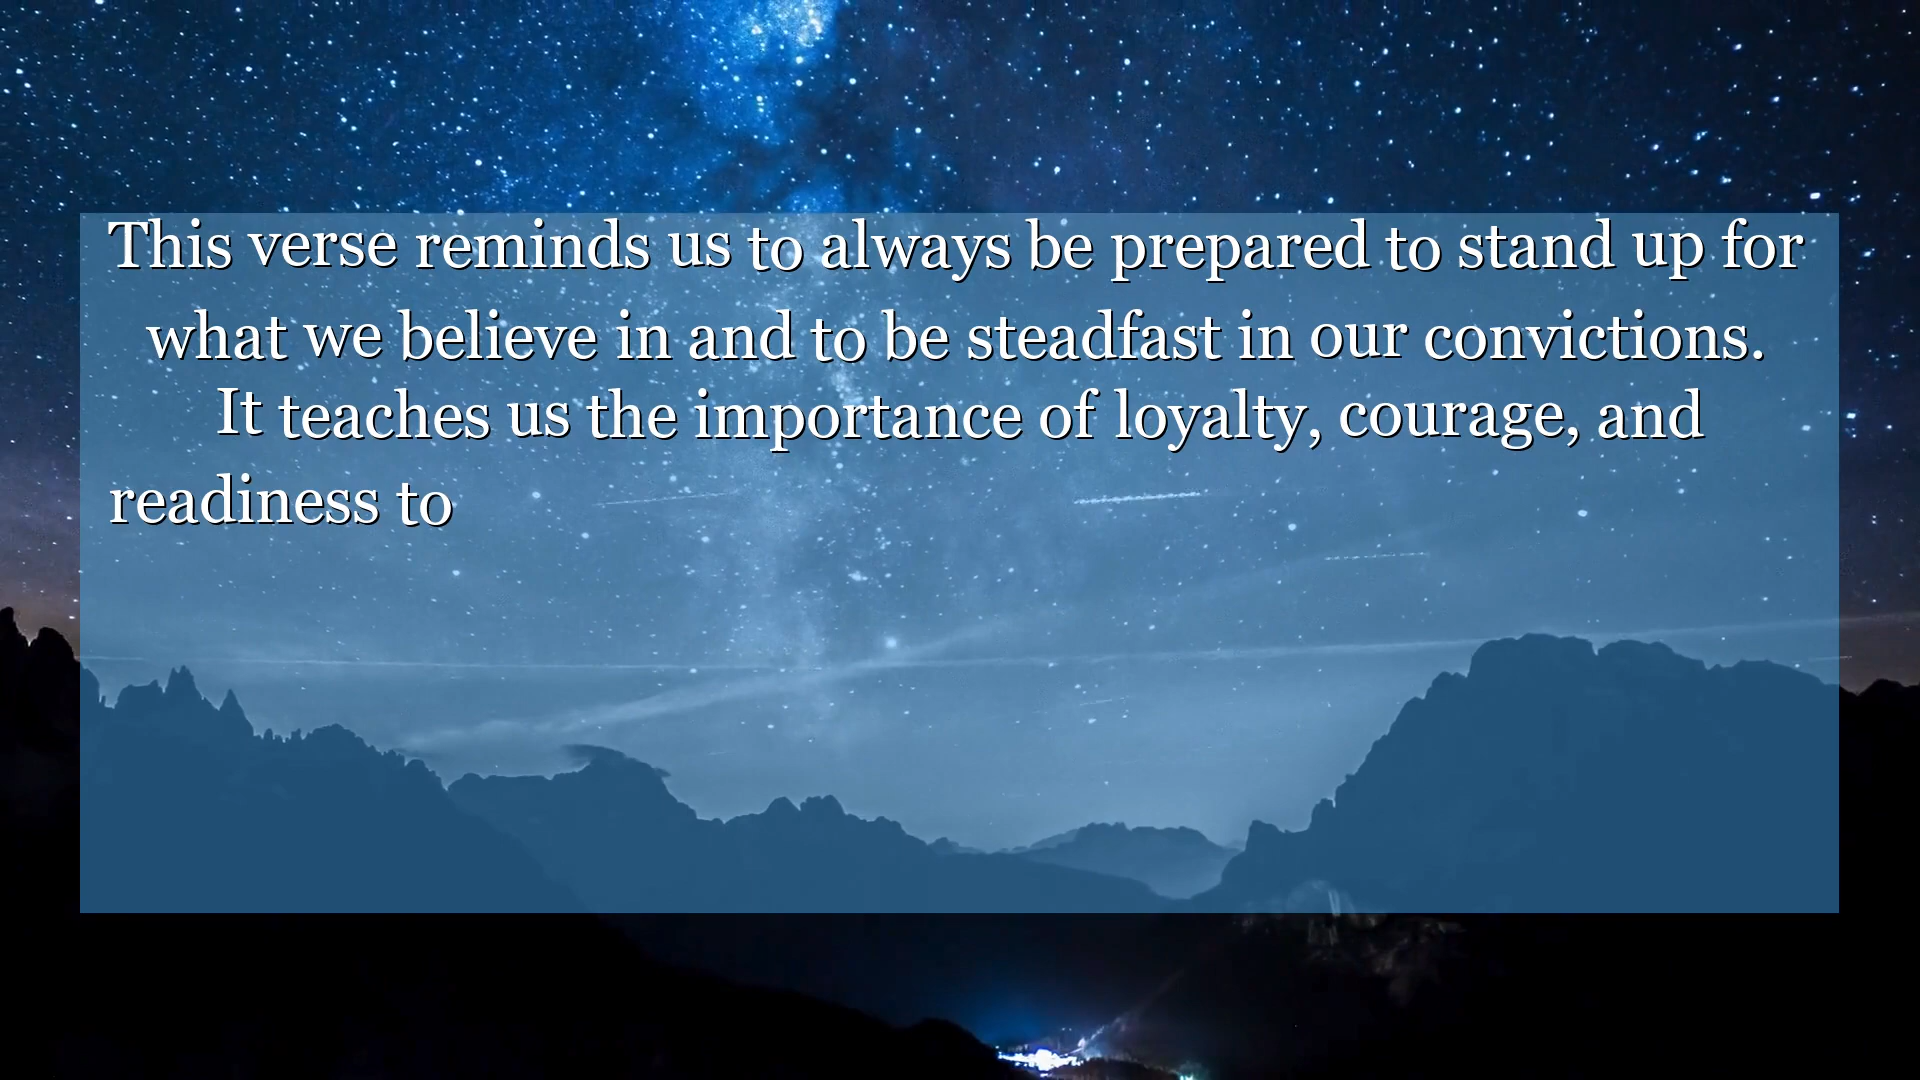 This verse reminds us to always be prepared to stand up for
what we believe in and to be steadfast in our convictions.
It teaches us the importance of loyalty, courage, and
readiness to